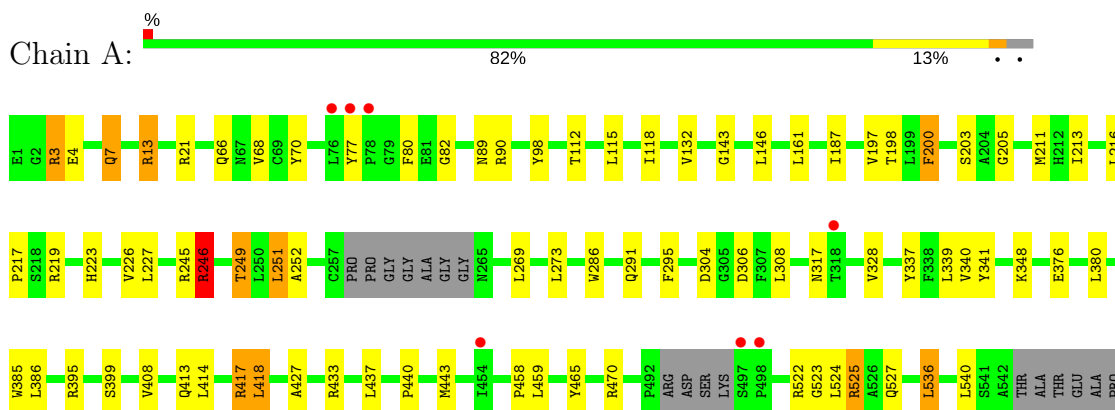 %
Chain A:
82% 13% • •
E1 G2 R3 E4 Q7 R13 R21 Q66 N67 V68 C69 Y70 L76 Y77 P78 G79 F80 E81 G82 N89 R90 Y98 T112 L115 I118 V132 G143 L146 L161 I187 V197 T198 L199 F200 S203 A204 G205 M211 H212 I213 L216
P217 S218 R219 H223 V226 L227 R245 R246 T249 L250 L251 A252 C257 PRO PRO GLY GLY ALA GLY GLY N265 L269 L273 W286 Q291 F295 D304 G305 D306 F307 L308 N317 T318 V328 Y337 F338 L339 V340 Y341 K348 E376 L380
W385 L386 R395 S399 V408 Q413 L414 R417 L418 A427 R433 L437 P440 M443 I454 P458 L459 Y465 R470 P492 ARG ASP SER LYS S497 P498 R522 G523 L524 R525 A526 Q527 L536 L540 S541 A542 THR ALA THR GLU ALA PRO